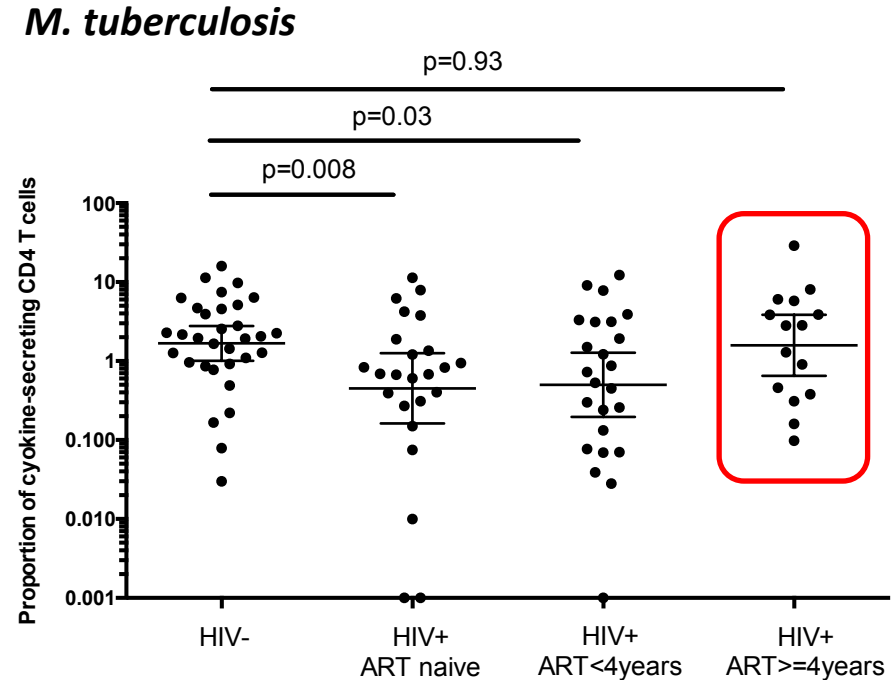 M. tuberculosis
p=0.93
p=0.03
p=0.008
Proportion of cyokine-secreting CD4 T cells
100
10
1
0.100
0.010
0.001
HIV-
HIV+
ART naive
HIV+
ART<4years
HIV+
ART>=4years